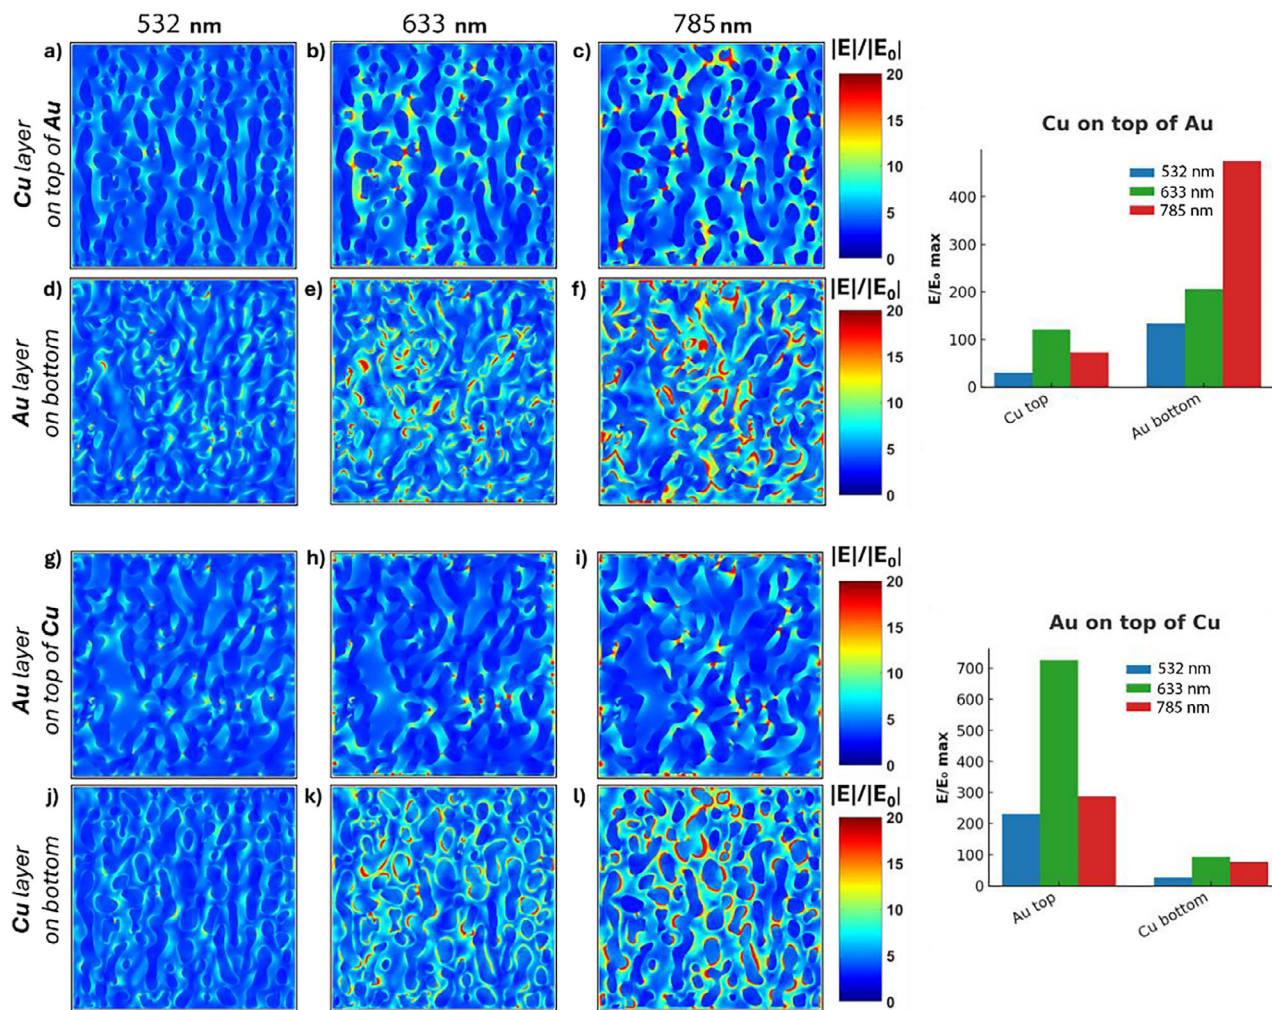 532 nm
633 nm
785 nm
a)
b)
c)
|E|/|E₀|
Cu layer
on top of Au
20
15
10
5
0
d)
e)
f)
|E|/|E₀|
Au layer
on bottom
20
15
10
5
0
Cu on top of Au
532 nm
633 nm
785 nm
E/E₀ max
400
300
200
100
0
Cu top
Au bottom
g)
h)
i)
|E|/|E₀|
Au layer
on top of Cu
20
15
10
5
0
j)
k)
l)
|E|/|E₀|
Cu layer
on bottom
20
15
10
5
0
Au on top of Cu
532 nm
633 nm
785 nm
E/E₀ max
700
600
500
400
300
200
100
0
Au top
Cu bottom